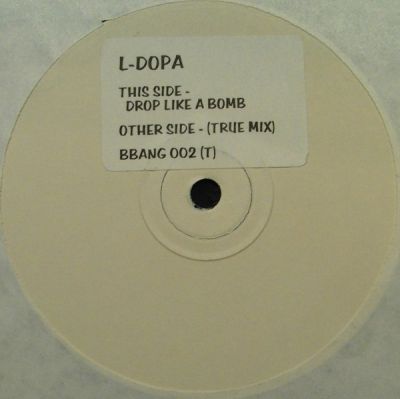 L-DOPA
THIS SIDE -
DROP LIKE A BOMB
OTHER SIDE - (TRUE MIX)
BBANG 002 (T)